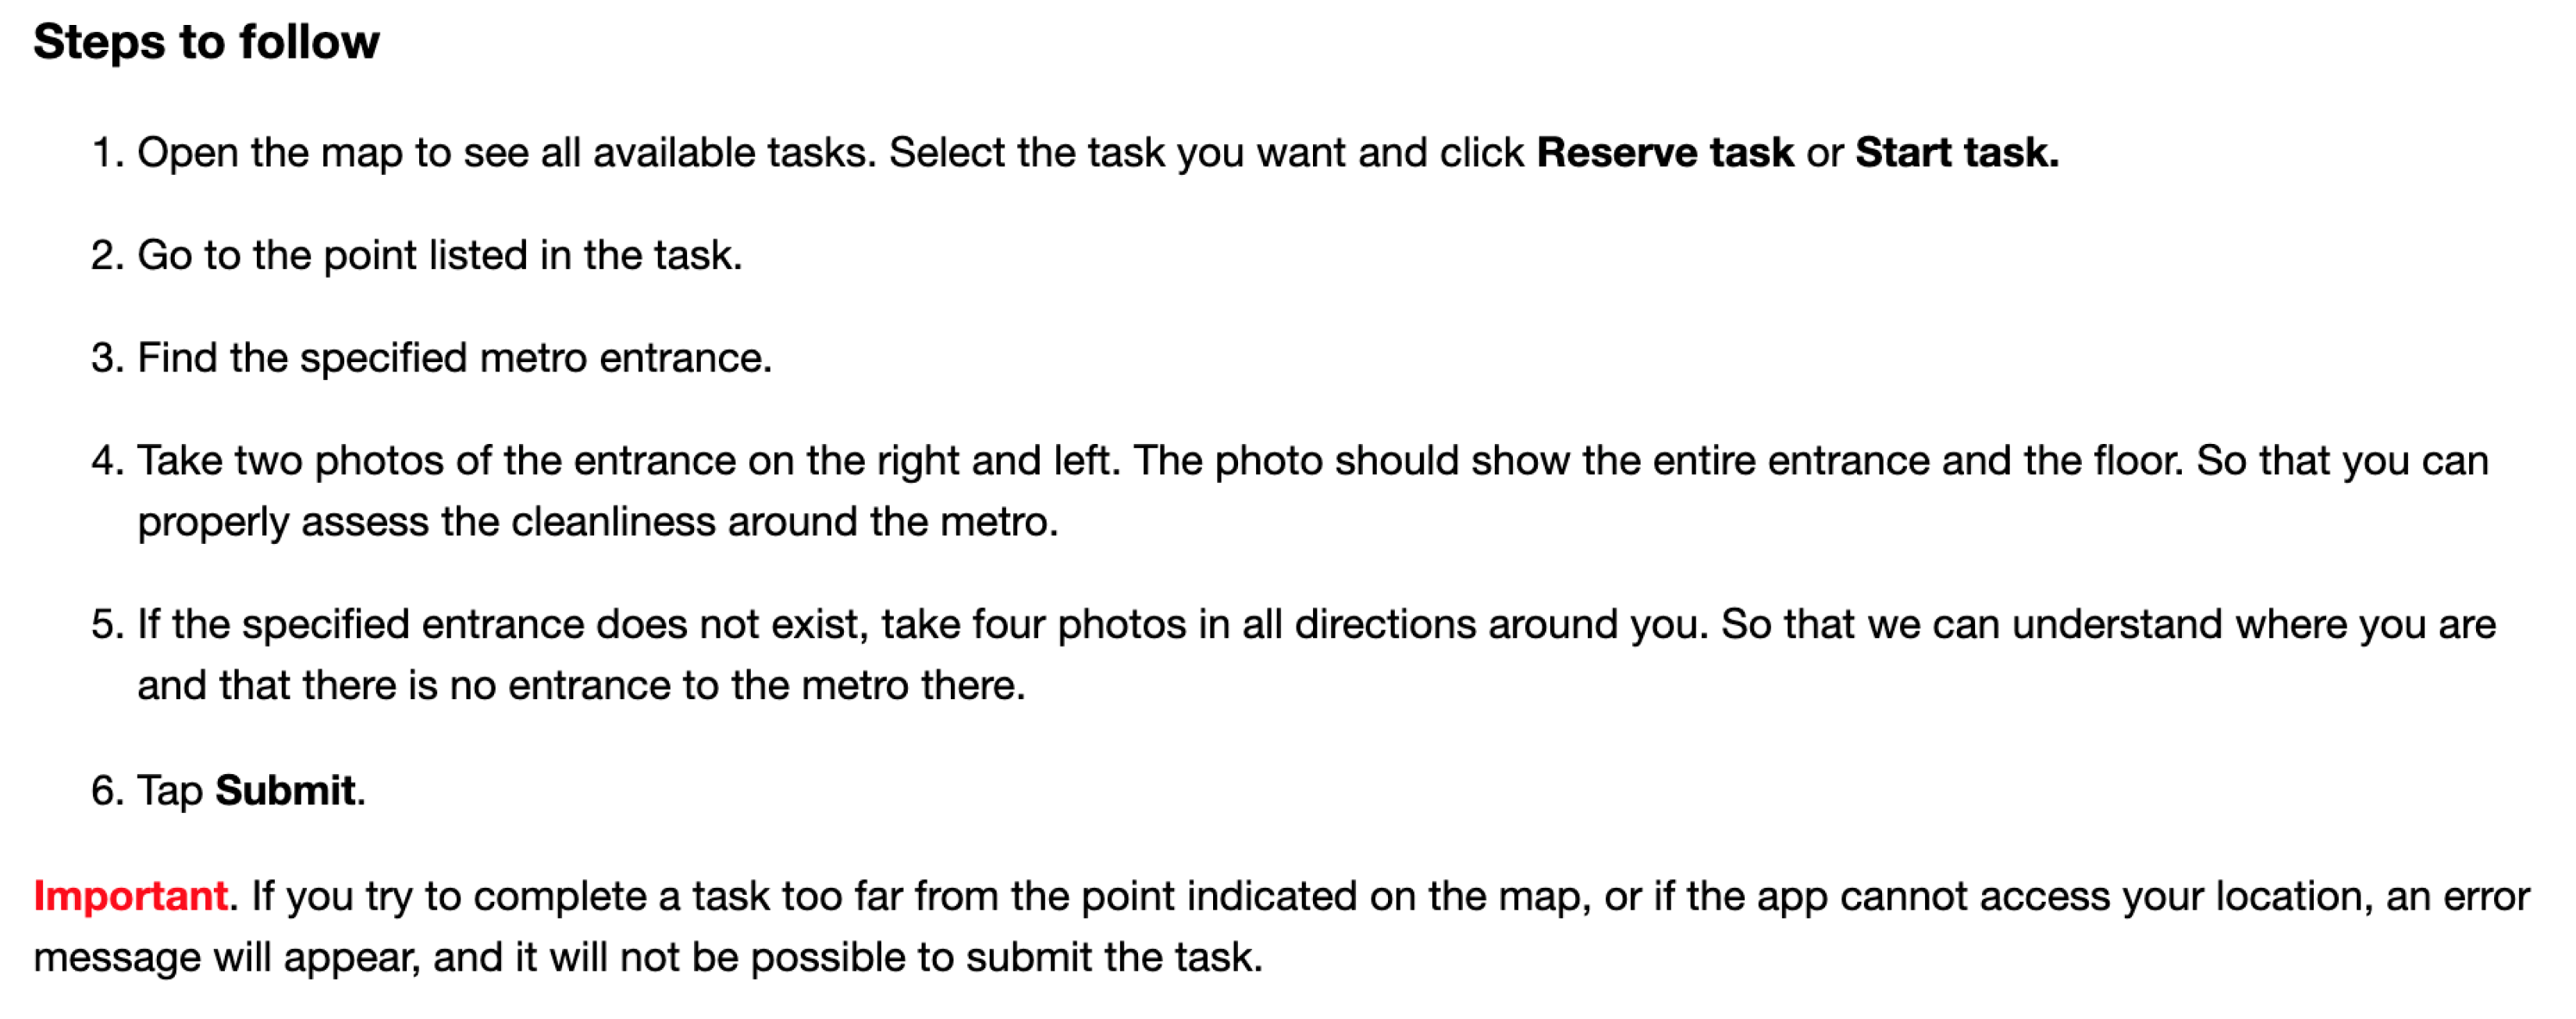 Steps to follow
1. Open the map to see all available tasks. Select the task you want and click Reserve task or Start task.
2. Go to the point listed in the task.
3. Find the specified metro entrance.
4. Take two photos of the entrance on the right and left. The photo should show the entire entrance and the floor. So that you can
properly assess the cleanliness around the metro.
5. If the specified entrance does not exist, take four photos in all directions around you. So that we can understand where you are
and that there is no entrance to the metro there.
6. Tap Submit.
Important. If you try to complete a task too far from the point indicated on the map, or if the app cannot access your location, an error
message will appear, and it will not be possible to submit the task.